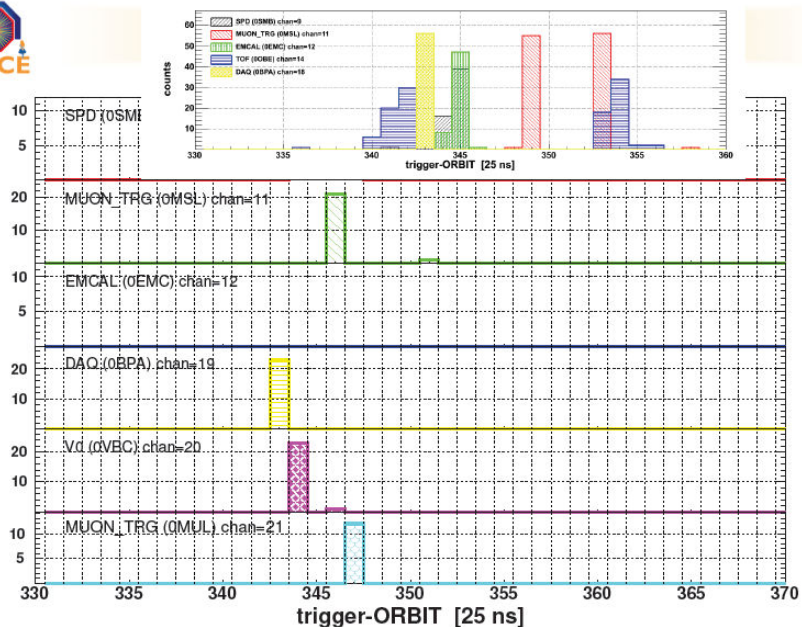 CE
counts
60
50
40
30
20
10
SPD (0SMB) chan=9
MUON_TRG (0MSL) chan=11
EMCAL (0EMC) chan=12
TOF (0OBE) chan=14
DAQ (0BPA) chan=18
330 335 340 345 350 355 360
trigger-ORBIT [25 ns]
10
5
SPD (0SM
20
10
MUON_TRG (0MSL) chan=11
10
5
EMCAL (0EMC) chan=12
20
10
DAQ (0BPA) chan=19
20
10
V0 (0VBC) chan=20
10
5
MUON_TRG (0MUL) chan=21
330 335 340 345 350 355 360 365 370
trigger-ORBIT [25 ns]